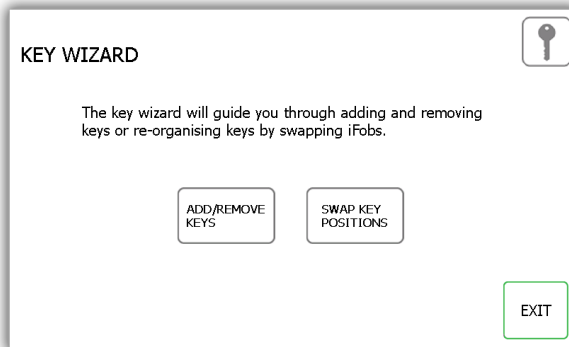 KEY WIZARD
The key wizard will guide you through adding and removing
keys or re-organising keys by swapping iFobs.
ADD/REMOVE
KEYS
SWAP KEY
POSITIONS
EXIT